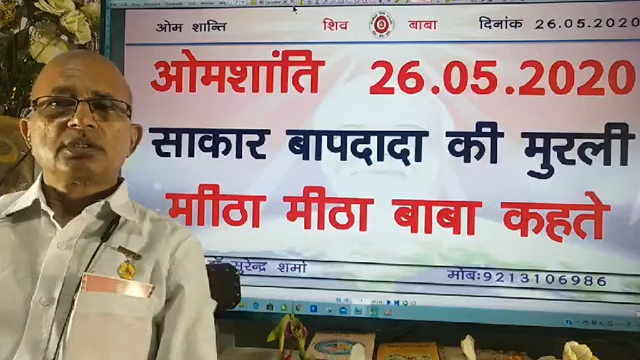 ओम शान्ति शिव बाबा दिनांक 26.05.2020
ओमशांति 26.05.2020
साकार बापदादा की मुरली
माीठा मीठा बाबा कहते
सुरेन्द्र शर्मा मोब:9213106986